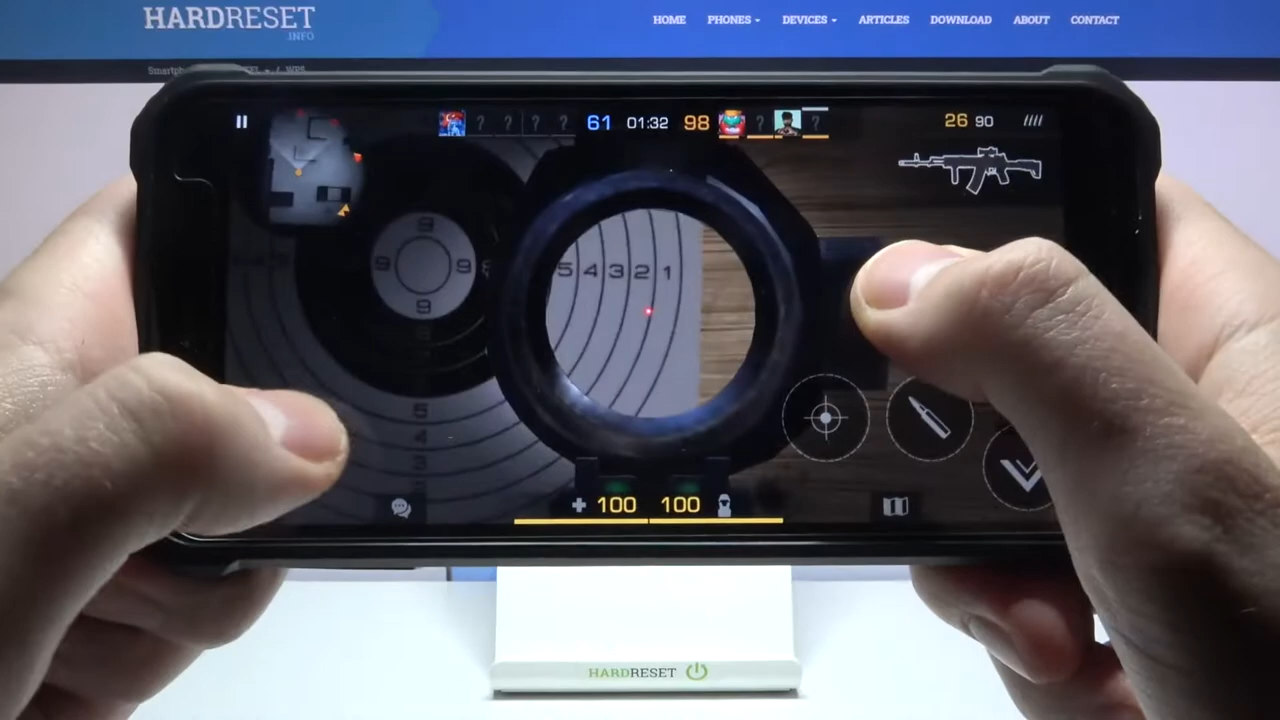 HARDRESET
.INFO
HOME PHONES DEVICES ARTICLES DOWNLOAD ABOUT CONTACT
? ? ? ? 61 01:32 98 ? ?
26 90
9
9 9
9
5 4 3 2 1
5
4
3
100 100
HARDRESET